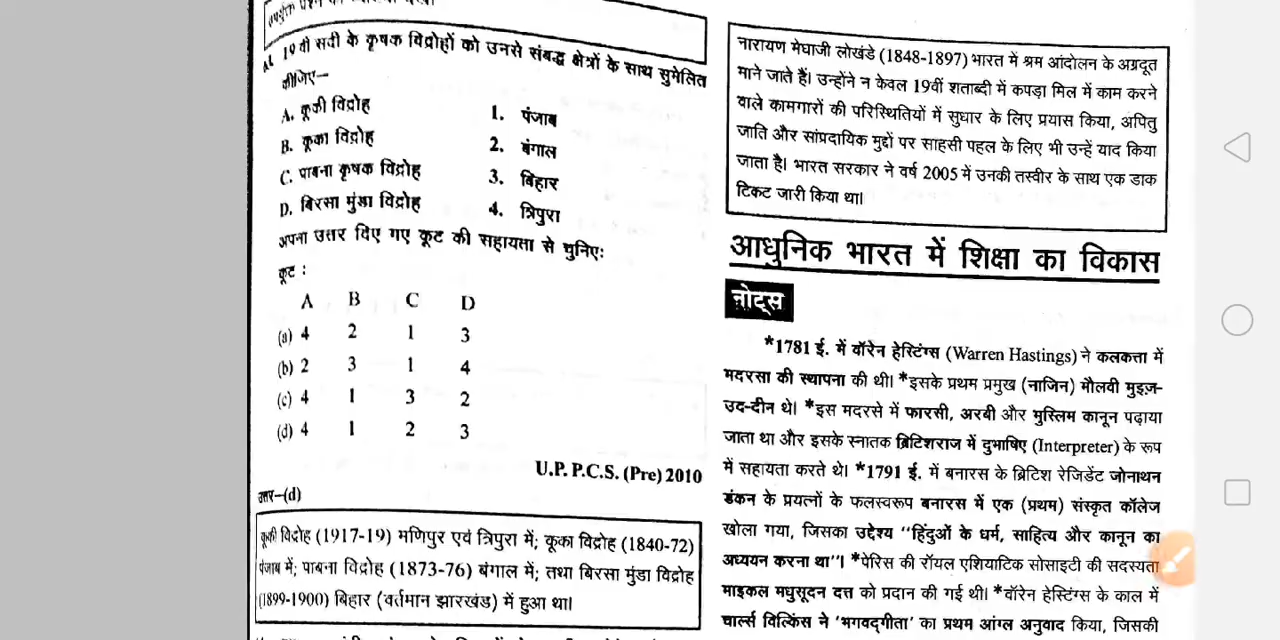 19 वी सदी के कृषक विद्रोहों को उनसे संबद्ध क्षेत्रों के साथ सुमेलित
कीजिए—
A. कूकी विद्रोह 1. पंजाब
B. कूका विद्रोह 2. बंगाल
C. पाबना कृषक विद्रोह 3. बिहार
D. बिरसा मुंडा विद्रोह 4. त्रिपुरा
अपना उत्तर दिए गए कूट की सहायता से चुनिए:
कूट :
A B C D
(a) 4 2 1 3
(b) 2 3 1 4
(c) 4 1 3 2
(d) 4 1 2 3
U.P. P.C.S. (Pre) 2010
उत्तर-(d)
कूकी विद्रोह (1917-19) मणिपुर एवं त्रिपुरा में; कूका विद्रोह (1840-72)
पंजाब में; पाबना विद्रोह (1873-76) बंगाल में; तथा बिरसा मुंडा विद्रोह
(1899-1900) बिहार (वर्तमान झारखंड) में हुआ था।
नारायण मेघाजी लोखंडे (1848-1897) भारत में श्रम आंदोलन के अग्रदूत
माने जाते हैं। उन्होंने न केवल 19वीं शताब्दी में कपड़ा मिल में काम करने
वाले कामगारों की परिस्थितियों में सुधार के लिए प्रयास किया, अपितु
जाति और सांप्रदायिक मुद्दों पर साहसी पहल के लिए भी उन्हें याद किया
जाता है। भारत सरकार ने वर्ष 2005 में उनकी तस्वीर के साथ एक डाक
टिकट जारी किया था।
आधुनिक भारत में शिक्षा का विकास
नोट्स
*1781 ई. में वॉरेन हेस्टिंग्स (Warren Hastings) ने कलकत्ता में
मदरसा की स्थापना की थी। *इसके प्रथम प्रमुख (नाजिन) मौलवी मुइज़-
उद-दीन थे। *इस मदरसे में फारसी, अरबी और मुस्लिम कानून पढ़ाया
जाता था और इसके स्नातक ब्रिटिशराज में दुभाषिए (Interpreter) के रूप
में सहायता करते थे। *1791 ई. में बनारस के ब्रिटिश रेजिडेंट जोनाथन
डंकन के प्रयत्नों के फलस्वरूप बनारस में एक (प्रथम) संस्कृत कॉलेज
खोला गया, जिसका उद्देश्य "हिंदुओं के धर्म, साहित्य और कानून का
अध्ययन करना था"। *पेरिस की रॉयल एशियाटिक सोसाइटी की सदस्यता
माइकल मधुसूदन दत्त को प्रदान की गई थी। *वॉरेन हेस्टिंग्स के काल में
चार्ल्स विल्किंस ने 'भगवद्गीता' का प्रथम आंग्ल अनुवाद किया, जिसकी